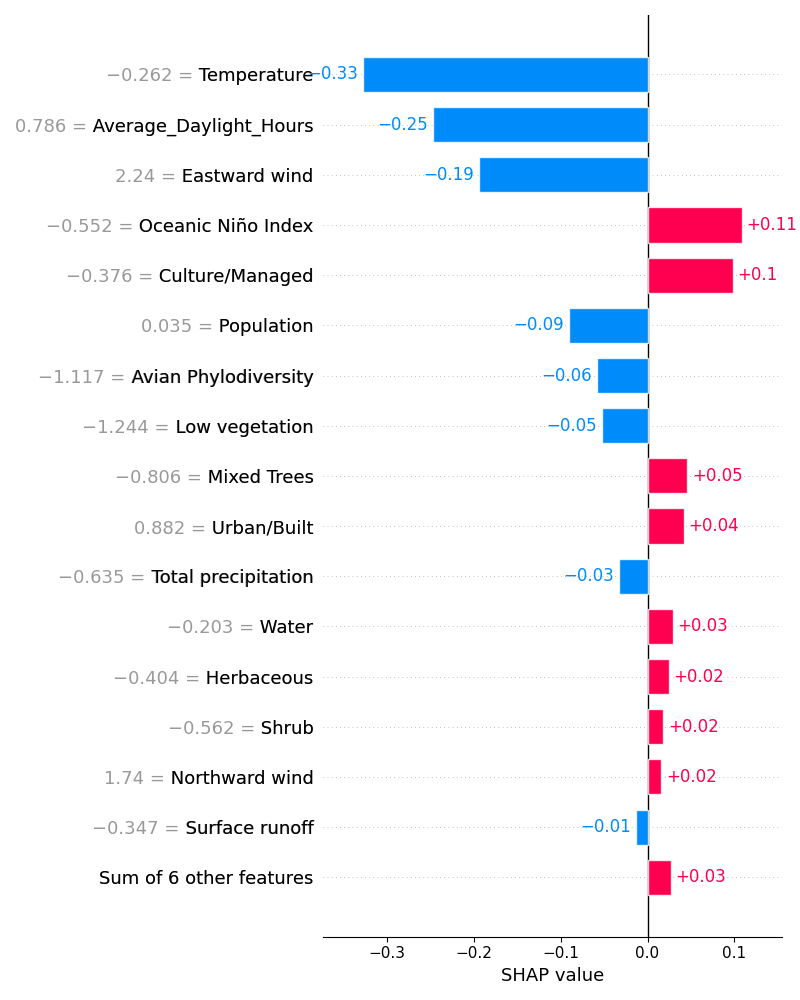 −0.262 = Temperature −0.33
0.786 = Average_Daylight_Hours −0.25
2.24 = Eastward wind −0.19
−0.552 = Oceanic Niño Index +0.11
−0.376 = Culture/Managed +0.1
0.035 = Population −0.09
−1.117 = Avian Phylodiversity −0.06
−1.244 = Low vegetation −0.05
−0.806 = Mixed Trees +0.05
0.882 = Urban/Built +0.04
−0.635 = Total precipitation −0.03
−0.203 = Water +0.03
−0.404 = Herbaceous +0.02
−0.562 = Shrub +0.02
1.74 = Northward wind +0.02
−0.347 = Surface runoff −0.01
Sum of 6 other features +0.03
−0.3 −0.2 −0.1 0.0 0.1
SHAP value